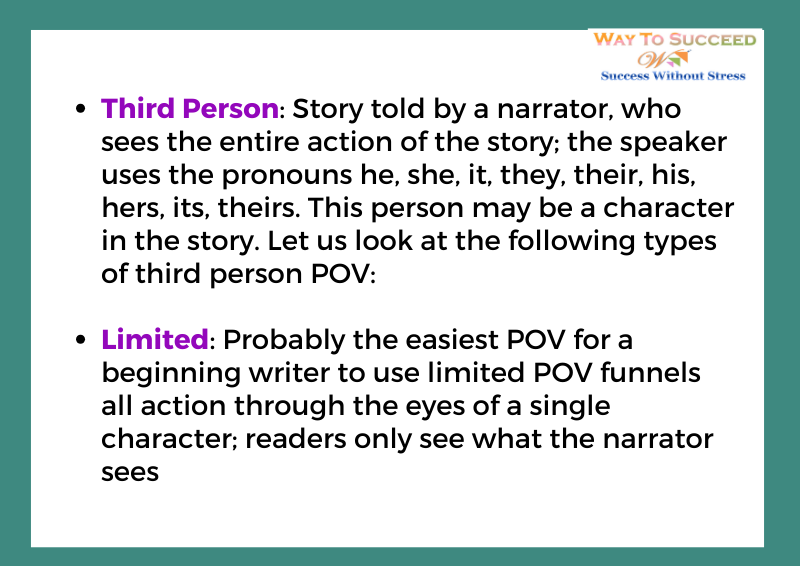 WAY TO SUCCEED
Success Without Stress
• Third Person: Story told by a narrator, who
sees the entire action of the story; the speaker
uses the pronouns he, she, it, they, their, his,
hers, its, theirs. This person may be a character
in the story. Let us look at the following types
of third person POV:
• Limited: Probably the easiest POV for a
beginning writer to use limited POV funnels
all action through the eyes of a single
character; readers only see what the narrator
sees